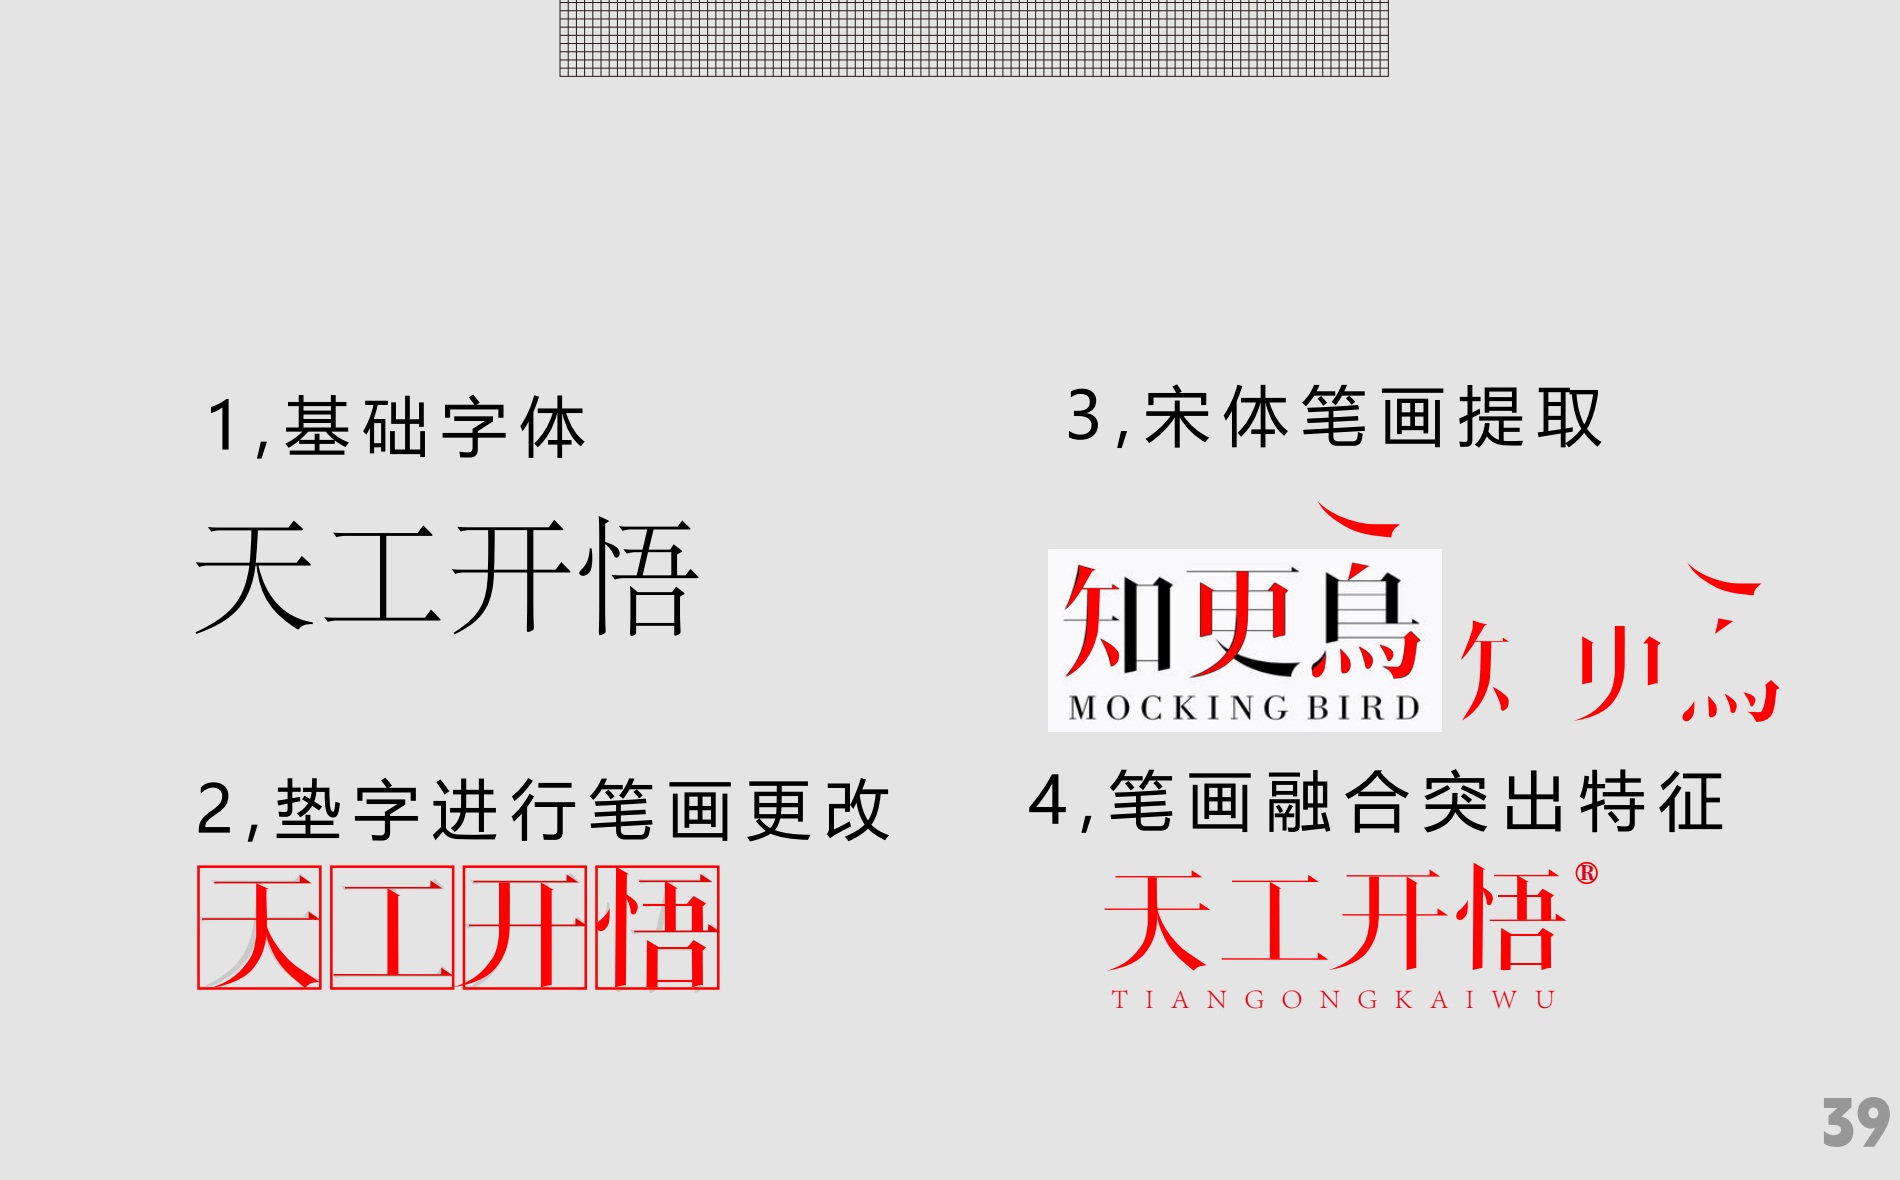 1,基础字体
天工开悟
2,垫字进行笔画更改
天工开悟
3,宋体笔画提取
知更鳥
MOCKING BIRD
4,笔画融合突出特征
天工开悟®
TIANGONGKAIWU
39